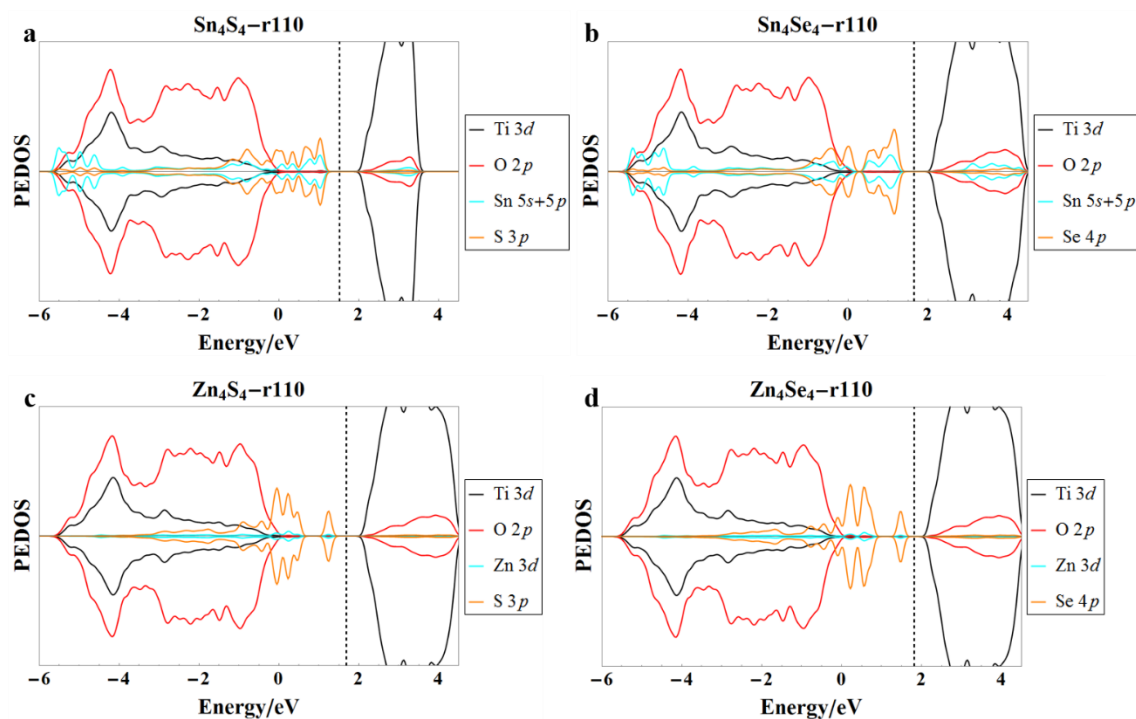 a
Sn₄S₄−r110
PEDOS
Ti 3d
O 2p
Sn 5s+5p
S 3p
−6 −4 −2 0 2 4
Energy/eV
b
Sn₄Se₄−r110
PEDOS
Ti 3d
O 2p
Sn 5s+5p
Se 4p
−6 −4 −2 0 2 4
Energy/eV
c
Zn₄S₄−r110
PEDOS
Ti 3d
O 2p
Zn 3d
S 3p
−6 −4 −2 0 2 4
Energy/eV
d
Zn₄Se₄−r110
PEDOS
Ti 3d
O 2p
Zn 3d
Se 4p
−6 −4 −2 0 2 4
Energy/eV